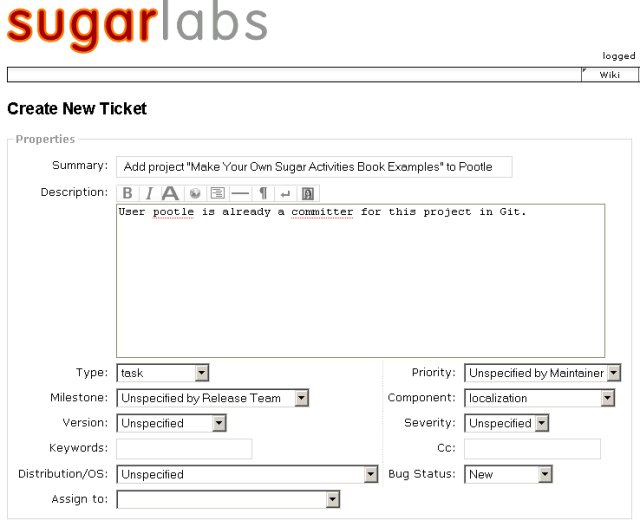 sugarlabs
logged
Wiki
Create New Ticket
Properties
Summary: Add project "Make Your Own Sugar Activities Book Examples" to Pootle
Description: B I A ¶
User pootle is already a committer for this project in Git.
Type: task Priority: Unspecified by Maintainer
Milestone: Unspecified by Release Team Component: localization
Version: Unspecified Severity: Unspecified
Keywords: Cc:
Distribution/OS: Unspecified Bug Status: New
Assign to: